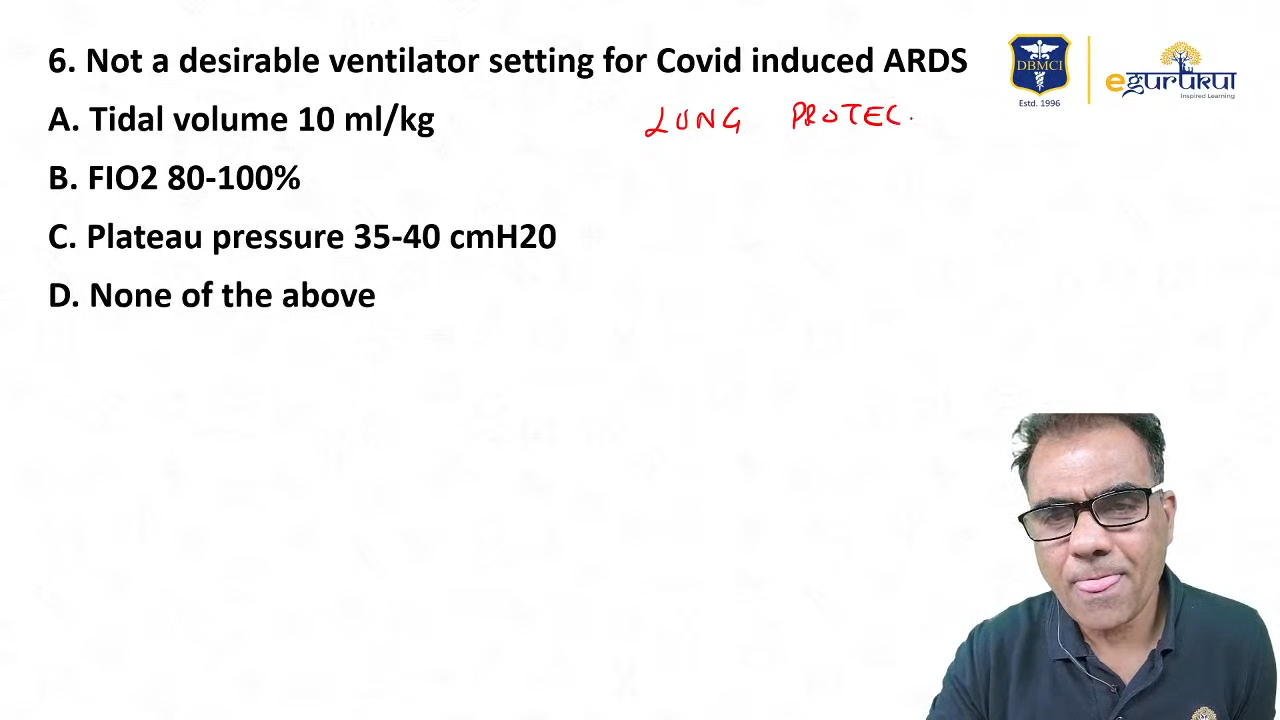 6. Not a desirable ventilator setting for Covid induced ARDS
A. Tidal volume 10 ml/kg
LUNG PROTEC.
B. FIO2 80-100%
C. Plateau pressure 35-40 cmH20
D. None of the above
DBMCI
Estd. 1996
egurukul
Inspired Learning